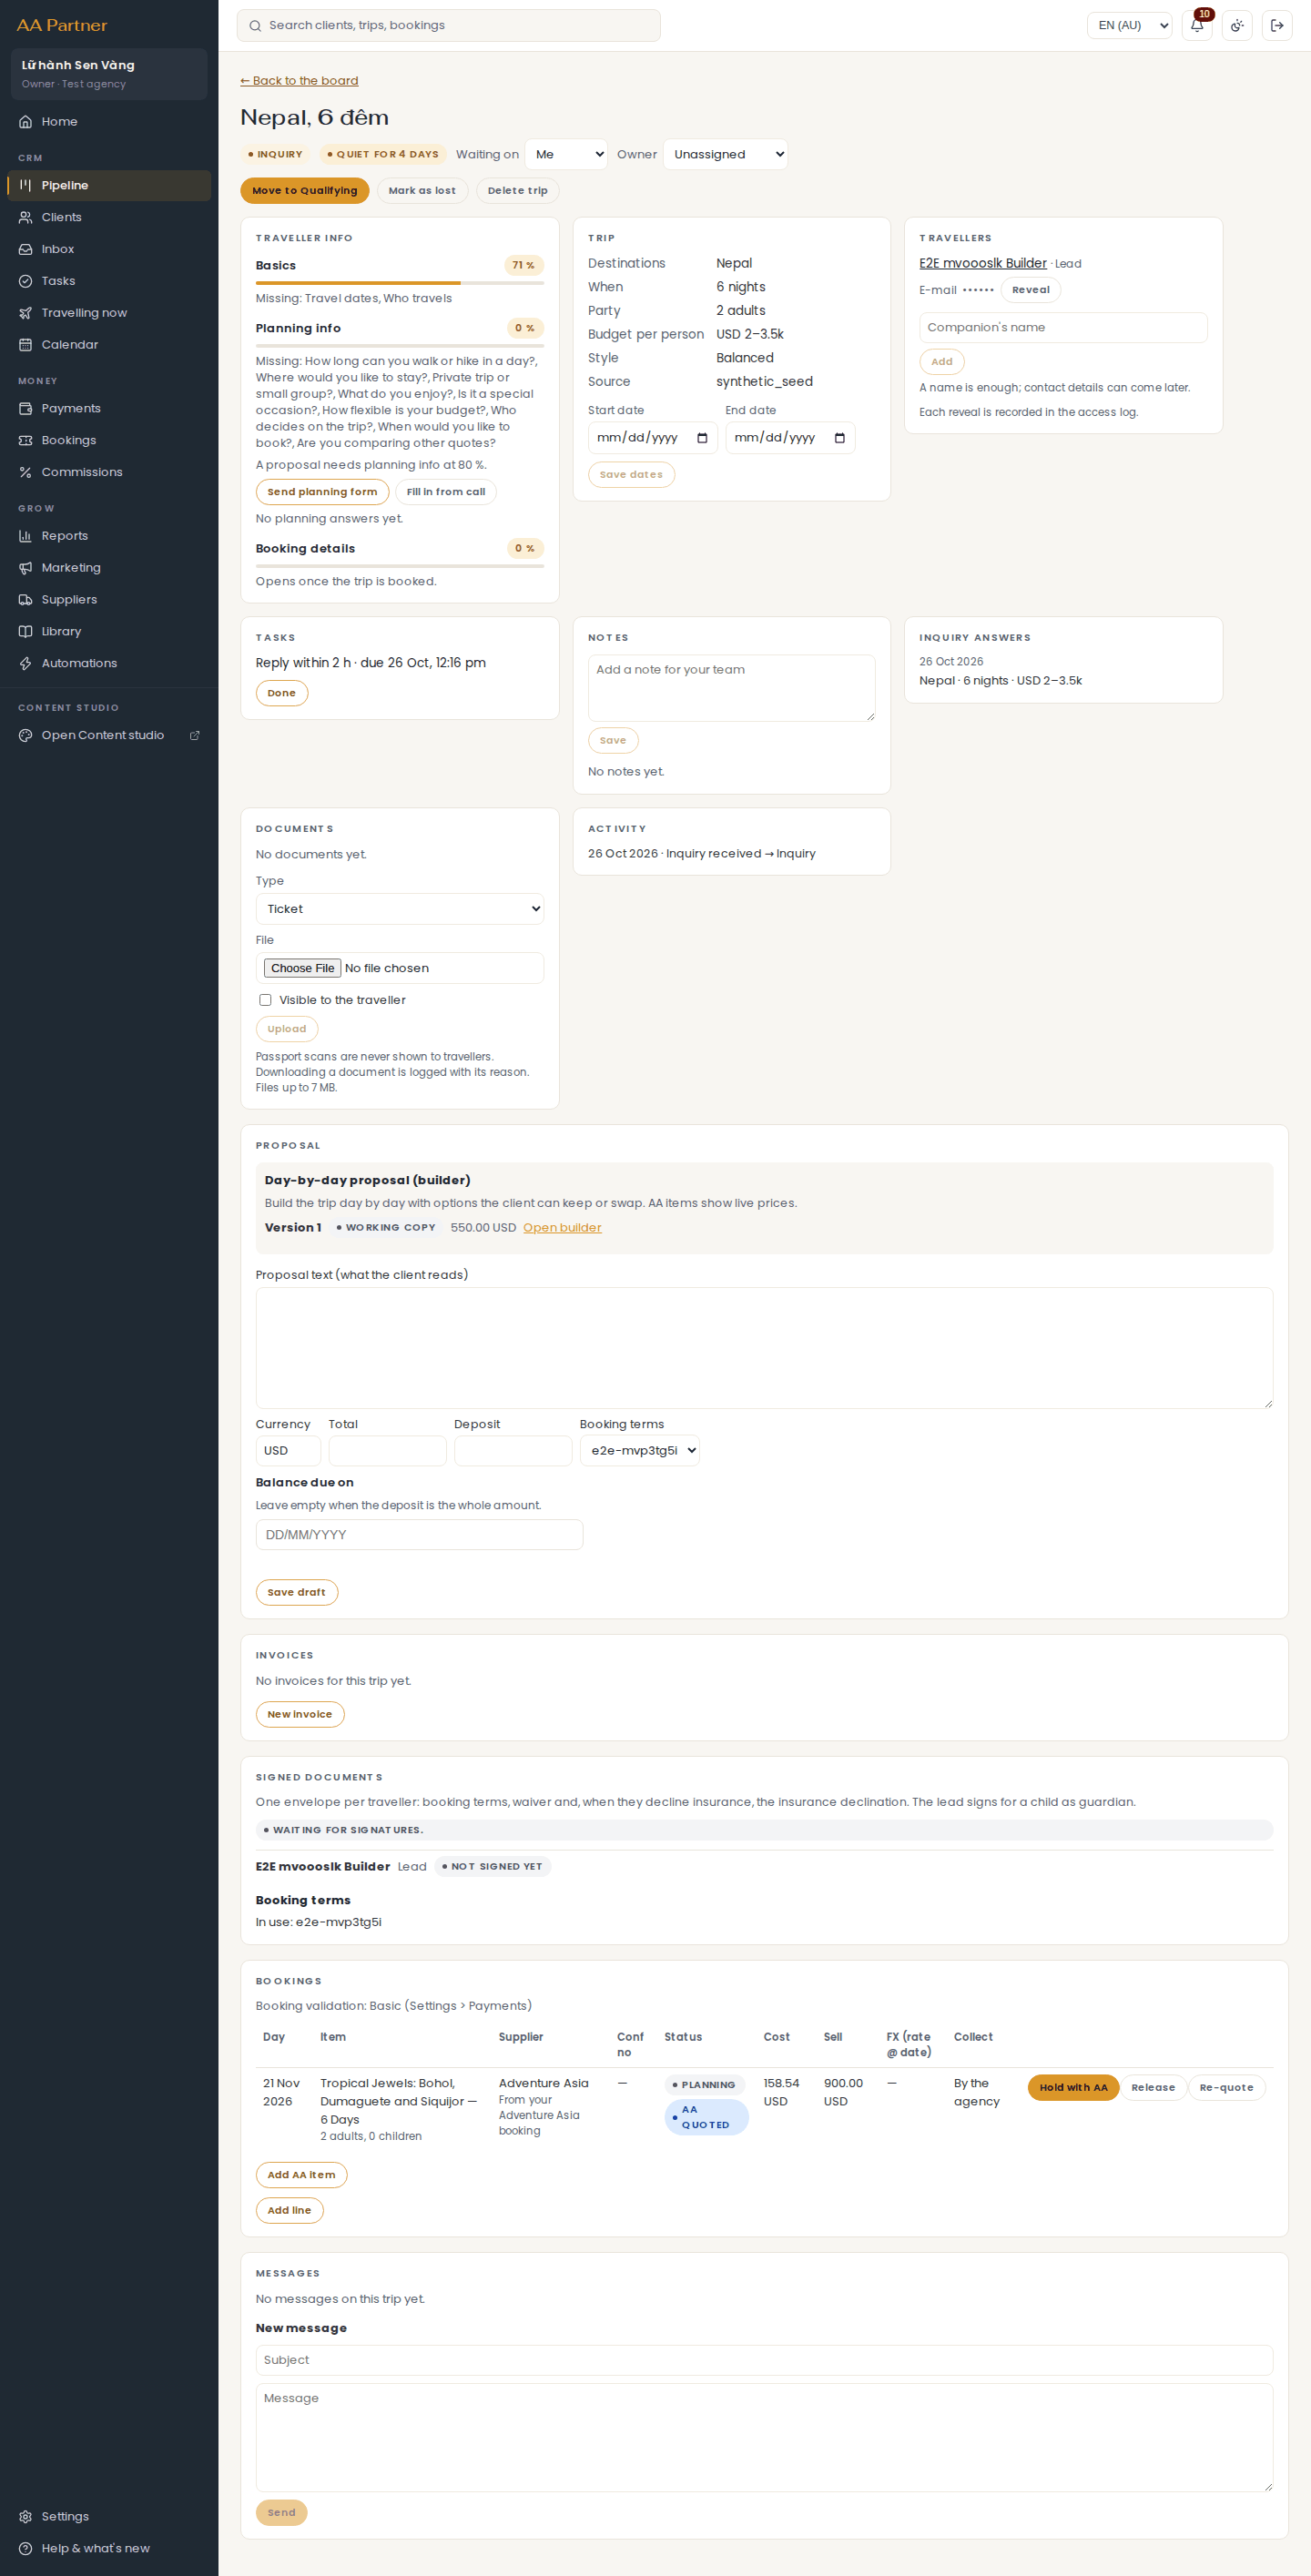 AA Partner
Lữ hành Sen Vàng
Owner · Test agency
Home
CRM
Pipeline
Clients
Inbox
Tasks
Travelling now
Calendar
MONEY
Payments
Bookings
Commissions
GROW
Reports
Marketing
Suppliers
Library
Automations
CONTENT STUDIO
Open Content studio
Settings
Help & what's new
Search clients, trips, bookings
EN (AU)
10
← Back to the board
Nepal, 6 đêm
INQUIRY
QUIET FOR 4 DAYS
Waiting on
Me
Owner
Unassigned
Move to Qualifying
Mark as lost
Delete trip
TRAVELLER INFO
Basics
71 %
Missing: Travel dates, Who travels
Planning info
0 %
Missing: How long can you walk or hike in a day?,
Where would you like to stay?, Private trip or
small group?, What do you enjoy?, Is it a special
occasion?, How flexible is your budget?, Who
decides on the trip?, When would you like to
book?, Are you comparing other quotes?
A proposal needs planning info at 80 %.
Send planning form
Fill in from call
No planning answers yet.
Booking details
0 %
Opens once the trip is booked.
TRIP
Destinations Nepal
When 6 nights
Party 2 adults
Budget per person USD 2–3.5k
Style Balanced
Source synthetic_seed
Start date
End date
mm/dd/yyyy
mm/dd/yyyy
Save dates
TRAVELLERS
E2E mvoooslk Builder · Lead
E-mail •••••• Reveal
Companion's name
Add
A name is enough; contact details can come later.
Each reveal is recorded in the access log.
TASKS
Reply within 2 h · due 26 Oct, 12:16 pm
Done
NOTES
Add a note for your team
Save
No notes yet.
INQUIRY ANSWERS
26 Oct 2026
Nepal · 6 nights · USD 2–3.5k
DOCUMENTS
No documents yet.
Type
Ticket
File
Choose File No file chosen
Visible to the traveller
Upload
Passport scans are never shown to travellers.
Downloading a document is logged with its reason.
Files up to 7 MB.
ACTIVITY
26 Oct 2026 · Inquiry received → Inquiry
PROPOSAL
Day-by-day proposal (builder)
Build the trip day by day with options the client can keep or swap. AA items show live prices.
Version 1
WORKING COPY
550.00 USD
Open builder
Proposal text (what the client reads)
Currency
Total
Deposit
Booking terms
USD
e2e-mvp3tg5i
Balance due on
Leave empty when the deposit is the whole amount.
DD/MM/YYYY
Save draft
INVOICES
No invoices for this trip yet.
New invoice
SIGNED DOCUMENTS
One envelope per traveller: booking terms, waiver and, when they decline insurance, the insurance declination. The lead signs for a child as guardian.
WAITING FOR SIGNATURES.
E2E mvoooslk Builder Lead
NOT SIGNED YET
Booking terms
In use: e2e-mvp3tg5i
BOOKINGS
Booking validation: Basic (Settings > Payments)
Day
Item
Supplier
Conf
no
Status
Cost
Sell
FX (rate
@ date)
Collect
21 Nov
2026
Tropical Jewels: Bohol,
Dumaguete and Siquijor —
6 Days
2 adults, 0 children
Adventure Asia
From your
Adventure Asia
booking
—
PLANNING
AA
QUOTED
158.54
USD
900.00
USD
—
By the
agency
Hold with AA
Release
Re-quote
Add AA item
Add line
MESSAGES
No messages on this trip yet.
New message
Subject
Message
Send